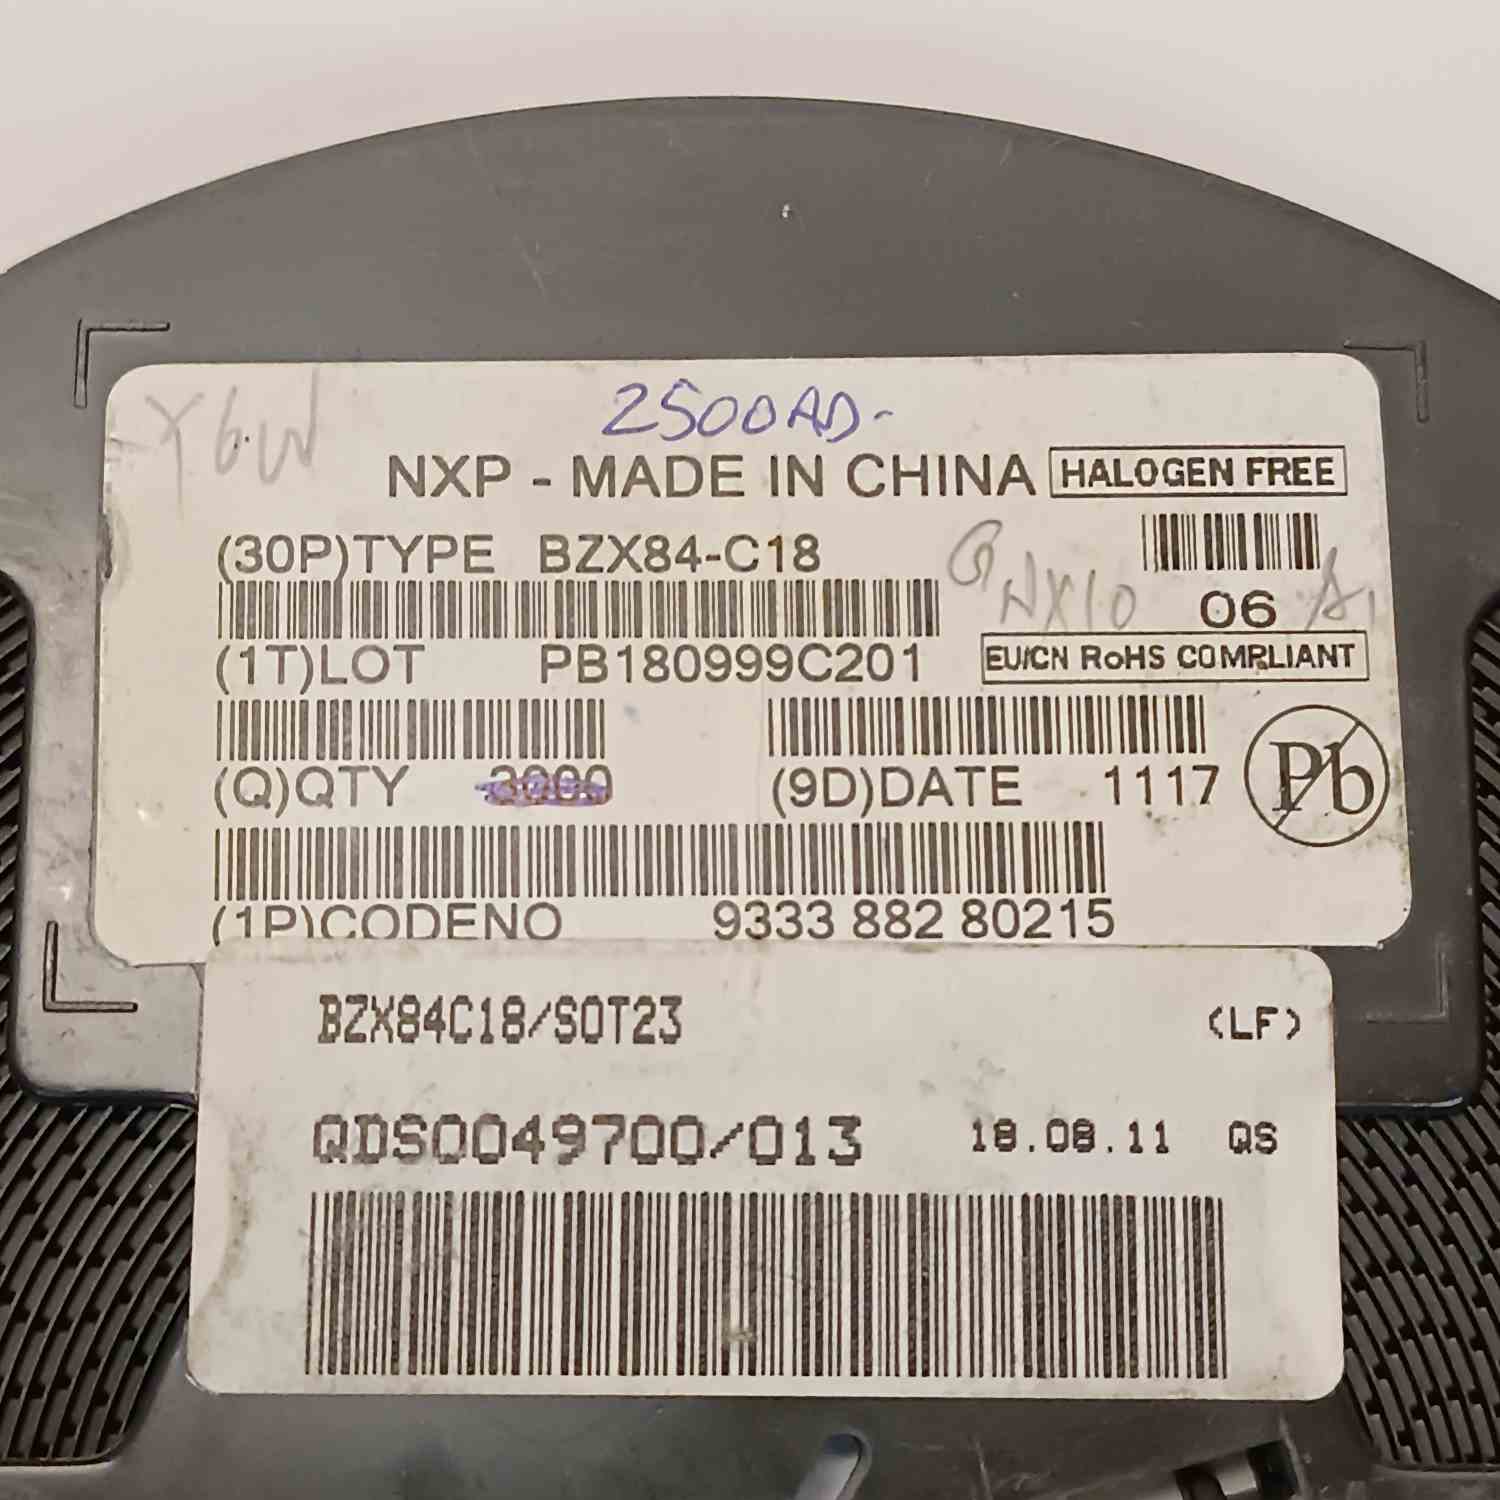 Y6W
2500AD-
NXP - MADE IN CHINA HALOGEN FREE
(30P)TYPE BZX84-C18
NX10 06
(1T)LOT PB180999C201 EU/CN RoHS COMPLIANT
(Q)QTY 3000 (9D)DATE 1117 Pb
(1P)CODENO 9333 882 80215
BZX84C18/SOT23 (LF)
QDS0049700/013 18.08.11 QS